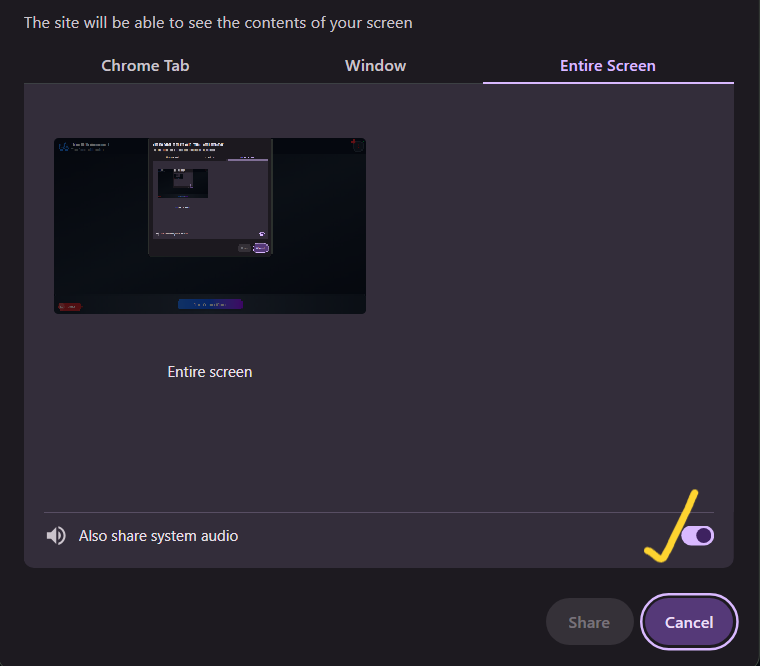 The site will be able to see the contents of your screen
Chrome Tab
Window
Entire Screen
Entire screen
Also share system audio
Share
Cancel